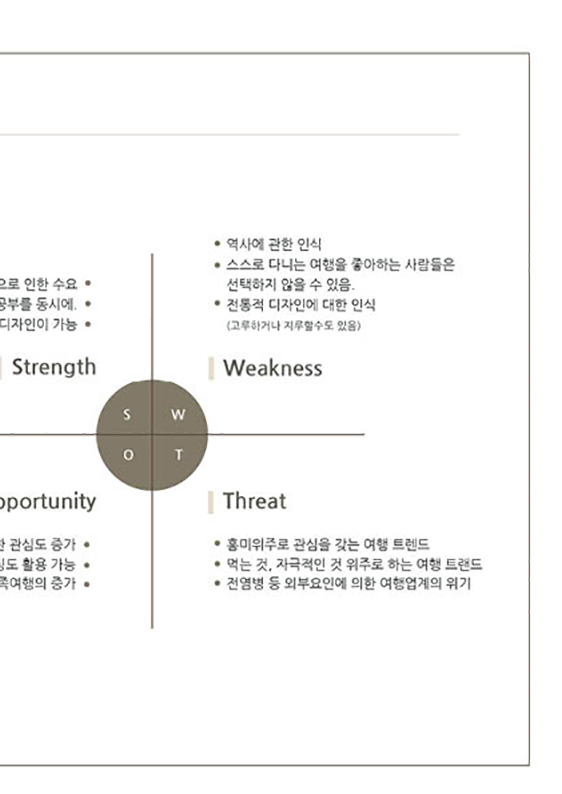 역사에 관한 인식
스스로 다니는 여행을 좋아하는 사람들은
선택하지 않을 수 있음.
전통적 디자인에 대한 인식
(고루하거나 지루할수도 있음)
으로 인한 수요
공부를 동시에.
디자인이 가능
Strength
Weakness
S
W
O
T
pportunity
Threat
관심도 증가
도 활용 가능
족여행의 증가
흥미위주로 관심을 갖는 여행 트렌드
먹는 것, 자극적인 것 위주로 하는 여행 트랜드
전염병 등 외부요인에 의한 여행업계의 위기